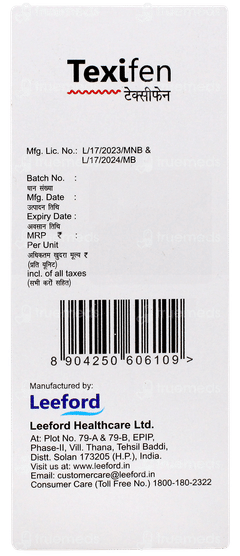 Texifen
टेक्सीफेन
Mfg. Lic. No.: L/17/2023/MNB &
L/17/2024/MB
Batch No. :
घान संख्या
Mfg. Date :
उत्पादन तिथि
Expiry Date :
अवसान तिथि
MRP ₹ :
Per Unit
अधिकतम खुदरा मूल्य ₹
(प्रति यूनिट)
incl. of all taxes
(सभी करों सहित)
8 904250 606109 >
Manufactured by:
Leeford
Leeford Healthcare Ltd.
At: Plot No. 79-A & 79-B, EPIP,
Phase-II, Vill. Thana, Tehsil Baddi,
Distt. Solan 173205 (H.P.), India.
Visit us at: www.leeford.in
Email: customercare@leeford.in
Consumer Care (Toll Free No.) 1800-180-2322